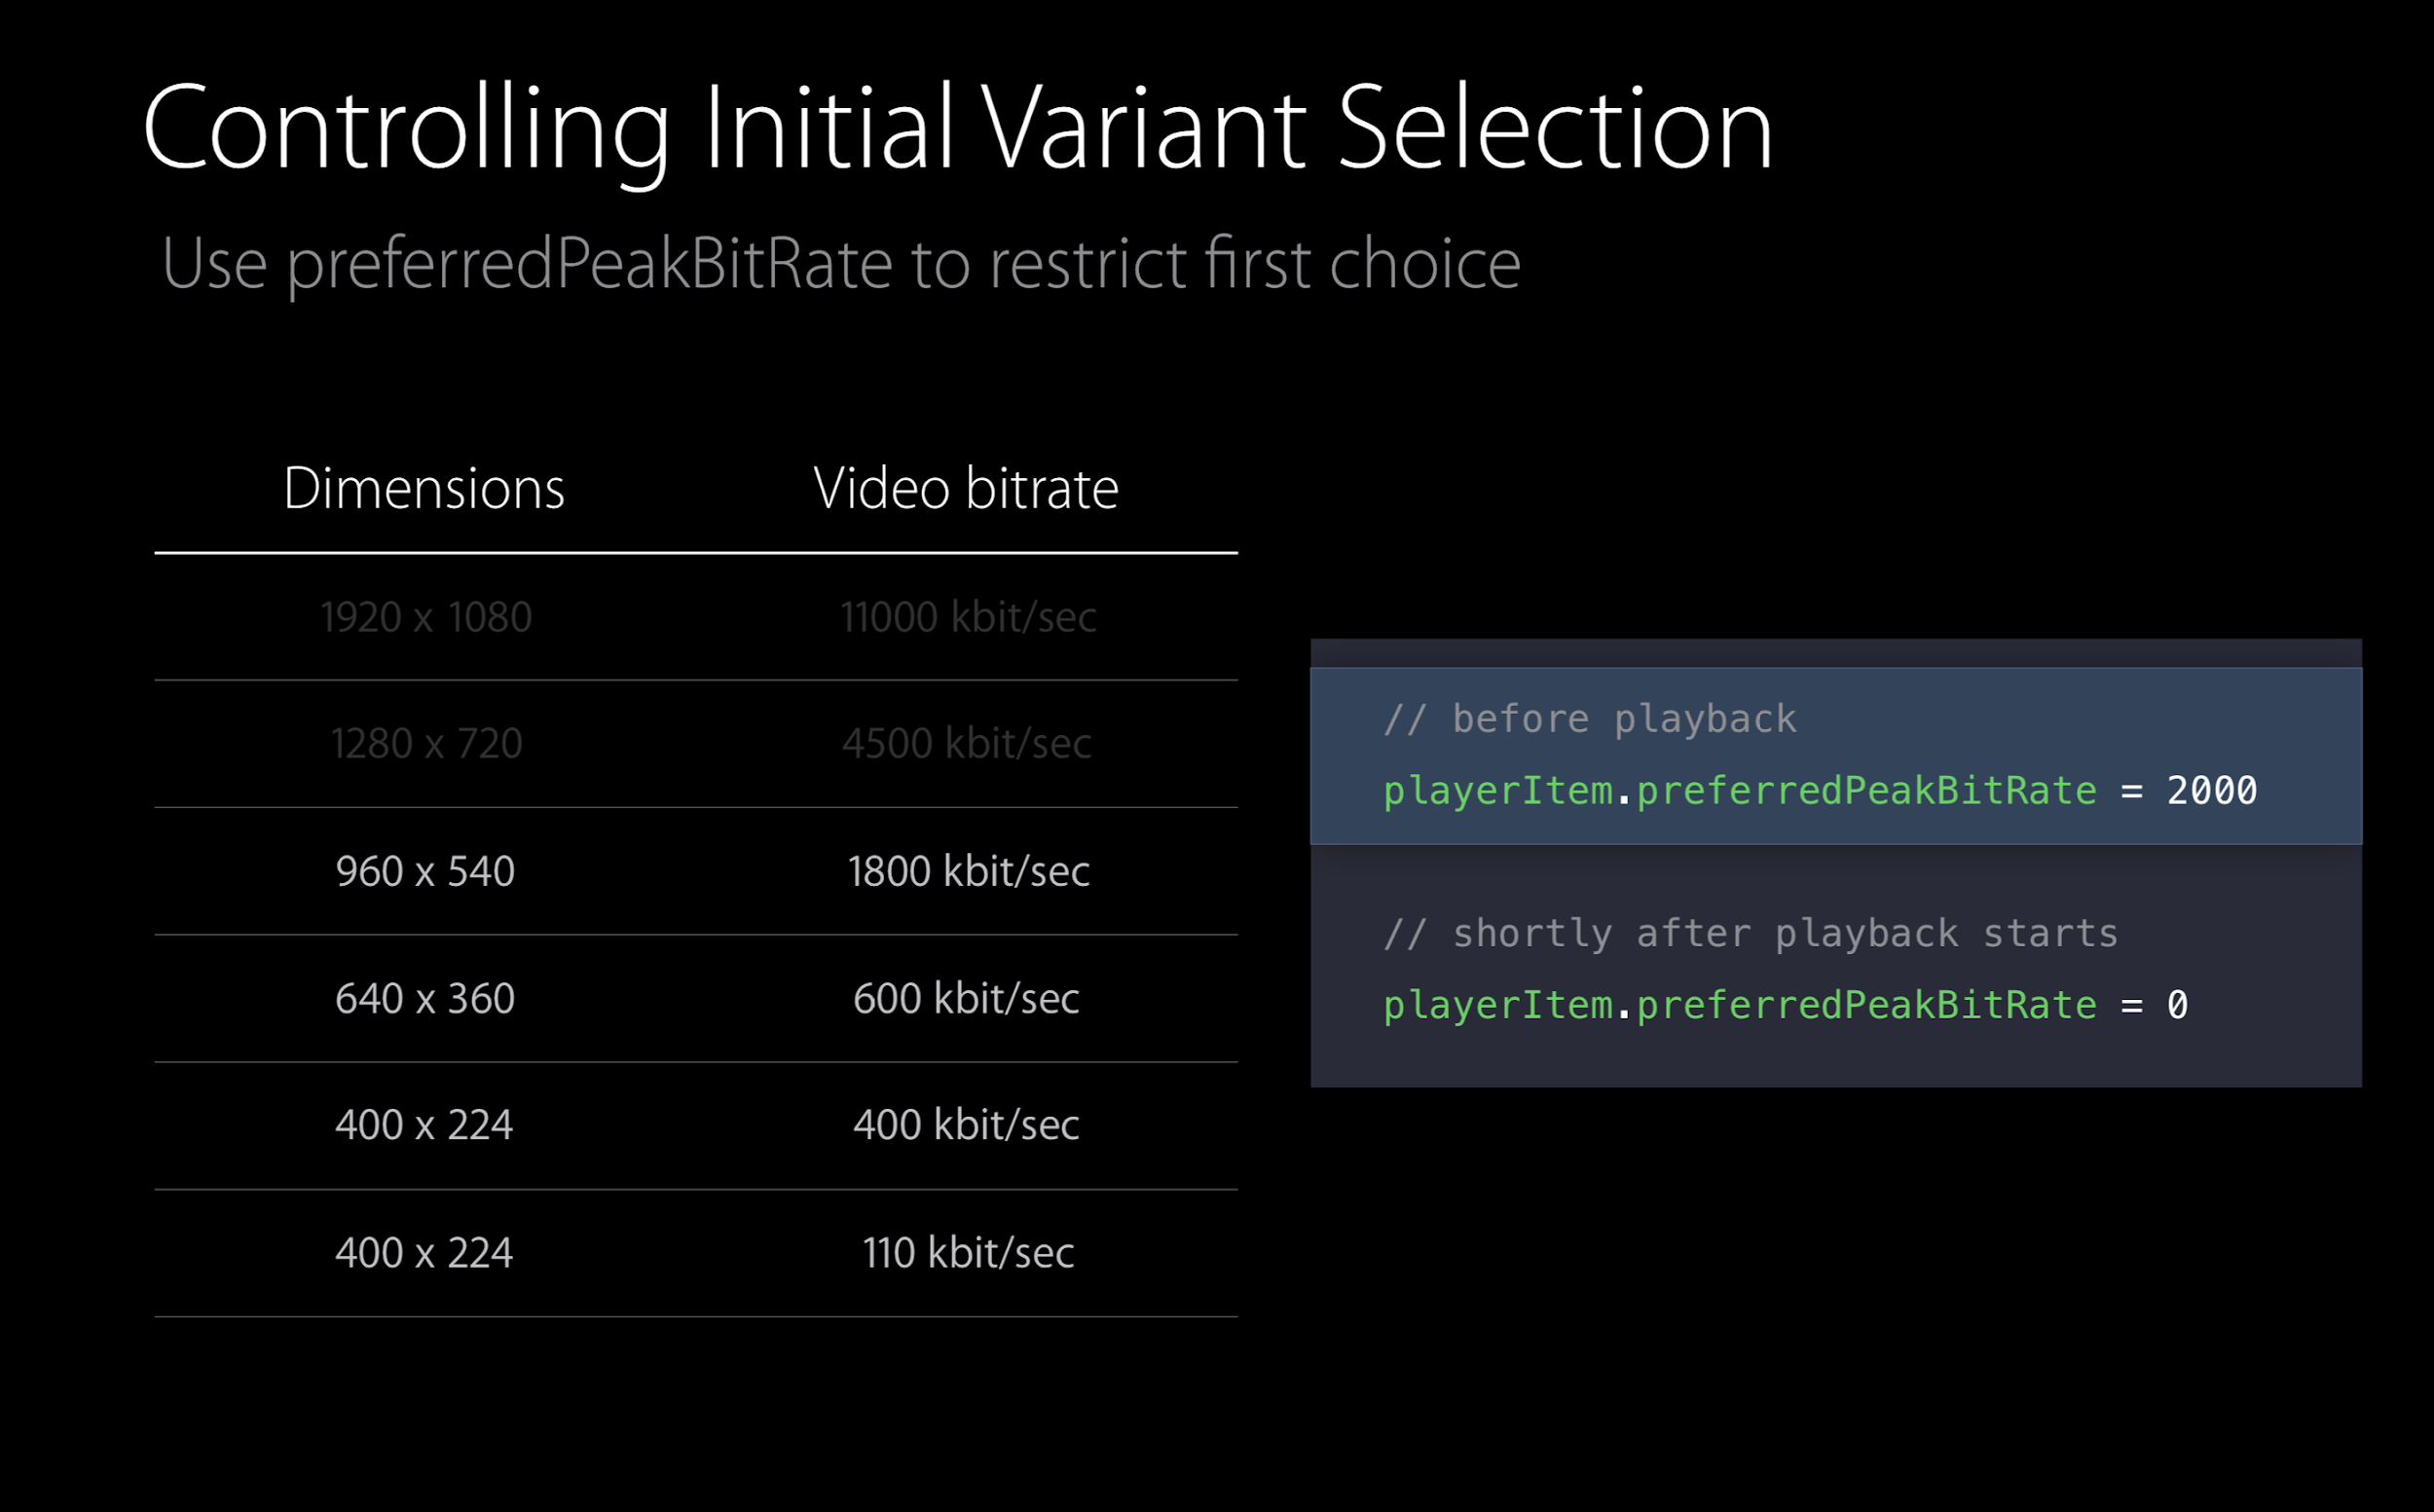 Controlling Initial Variant Selection
Use preferredPeakBitRate to restrict first choice
Dimensions Video bitrate
1920 x 1080 11000 kbit/sec
1280 x 720 4500 kbit/sec
960 x 540 1800 kbit/sec
640 x 360 600 kbit/sec
400 x 224 400 kbit/sec
400 x 224 110 kbit/sec
// before playback
playerItem.preferredPeakBitRate = 2000
// shortly after playback starts
playerItem.preferredPeakBitRate = 0